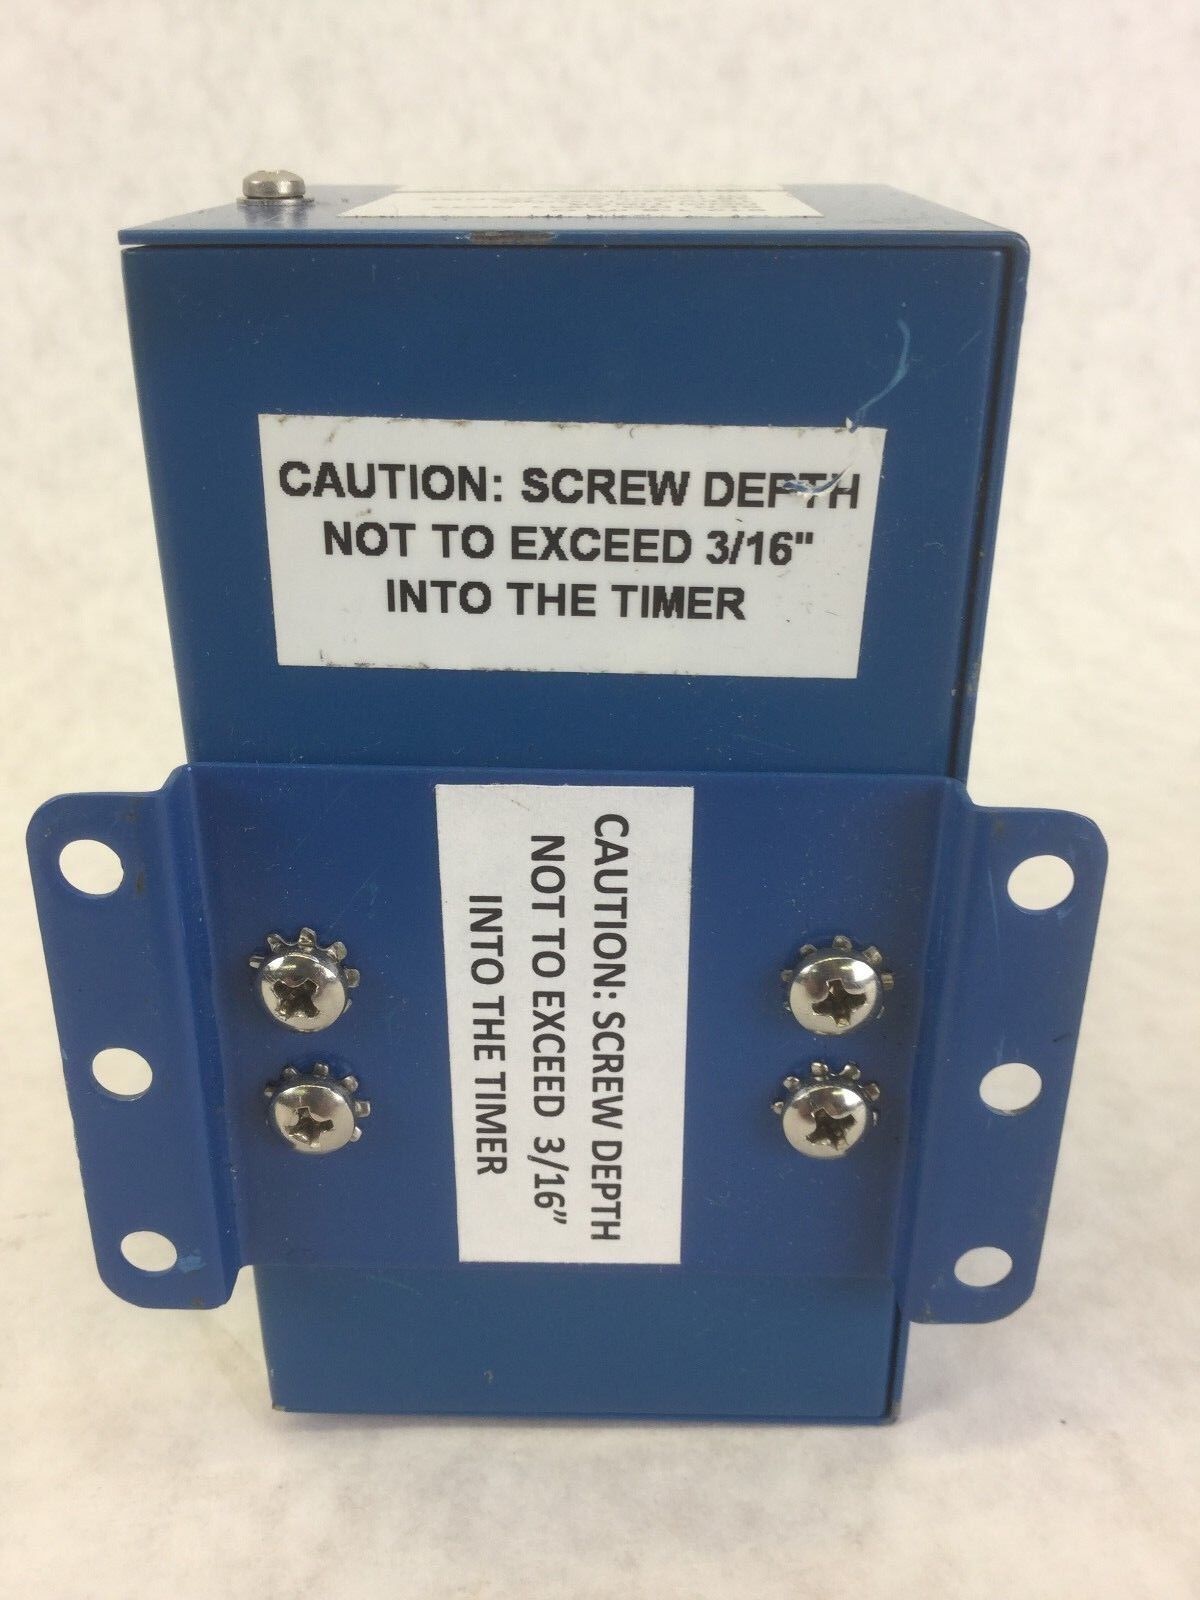 CAUTION: SCREW DEPTH
NOT TO EXCEED 3/16"
INTO THE TIMER
CAUTION: SCREW DEPTH
NOT TO EXCEED 3/16”
INTO THE TIMER